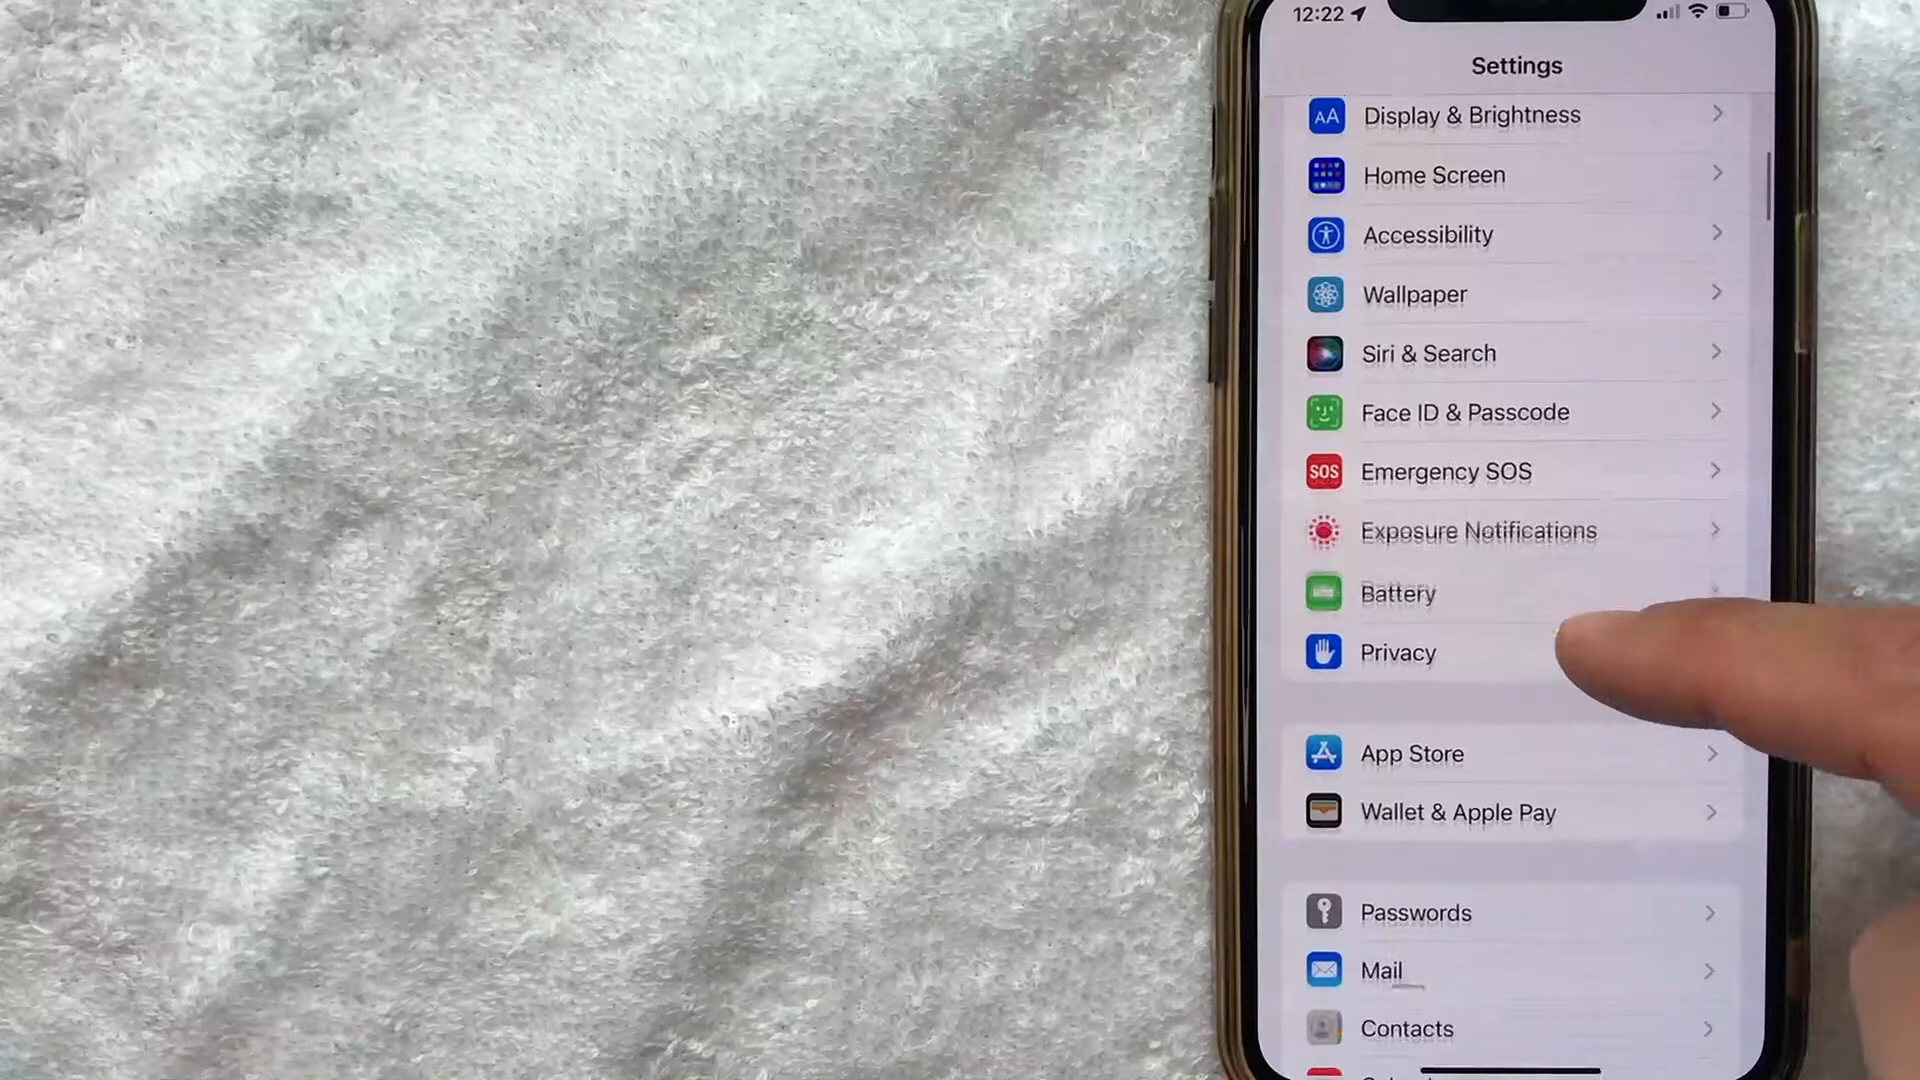 12:22
Settings
AA Display & Brightness
Home Screen
Accessibility
Wallpaper
Siri & Search
Face ID & Passcode
SOS Emergency SOS
Exposure Notifications
Battery
Privacy
App Store
Wallet & Apple Pay
Passwords
Mail
Contacts